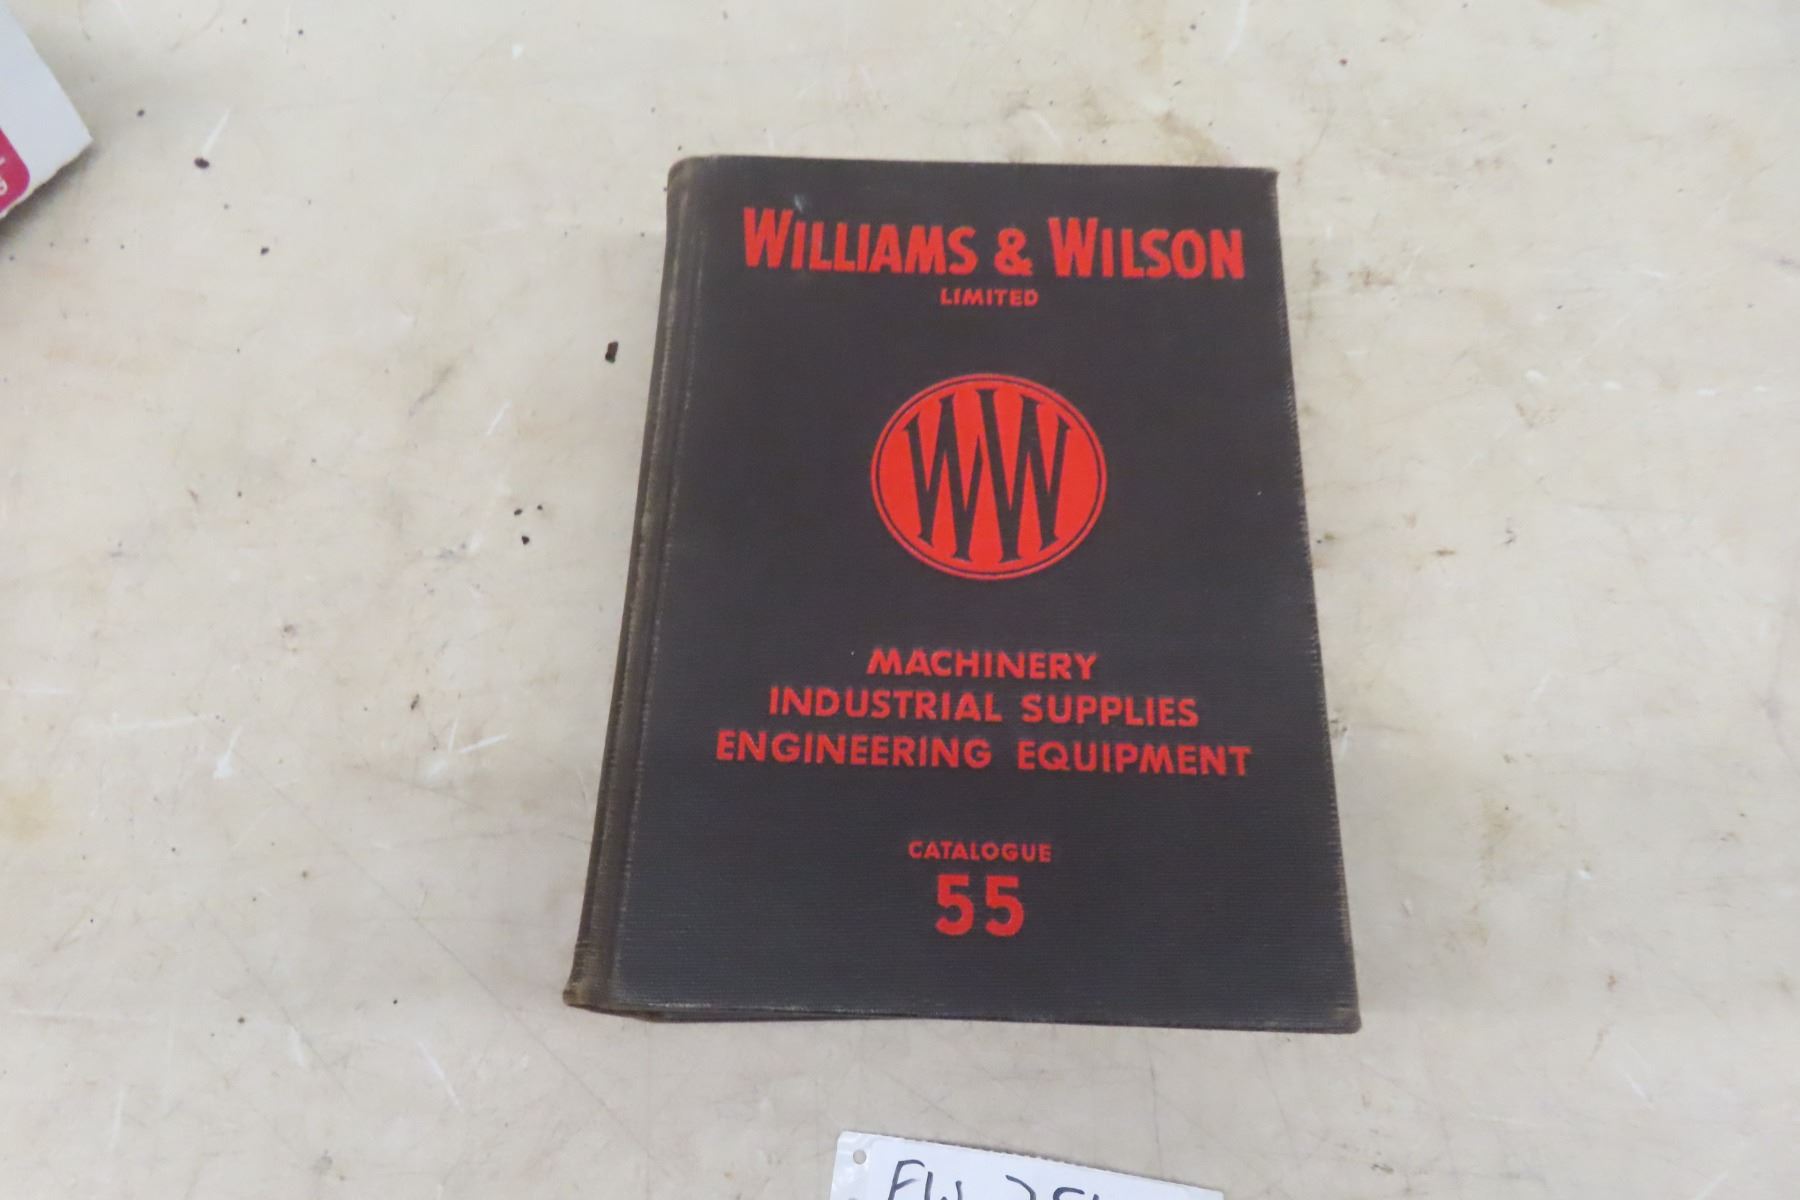 WILLIAMS & WILSON
LIMITED
WW
MACHINERY
INDUSTRIAL SUPPLIES
ENGINEERING EQUIPMENT
CATALOGUE
55